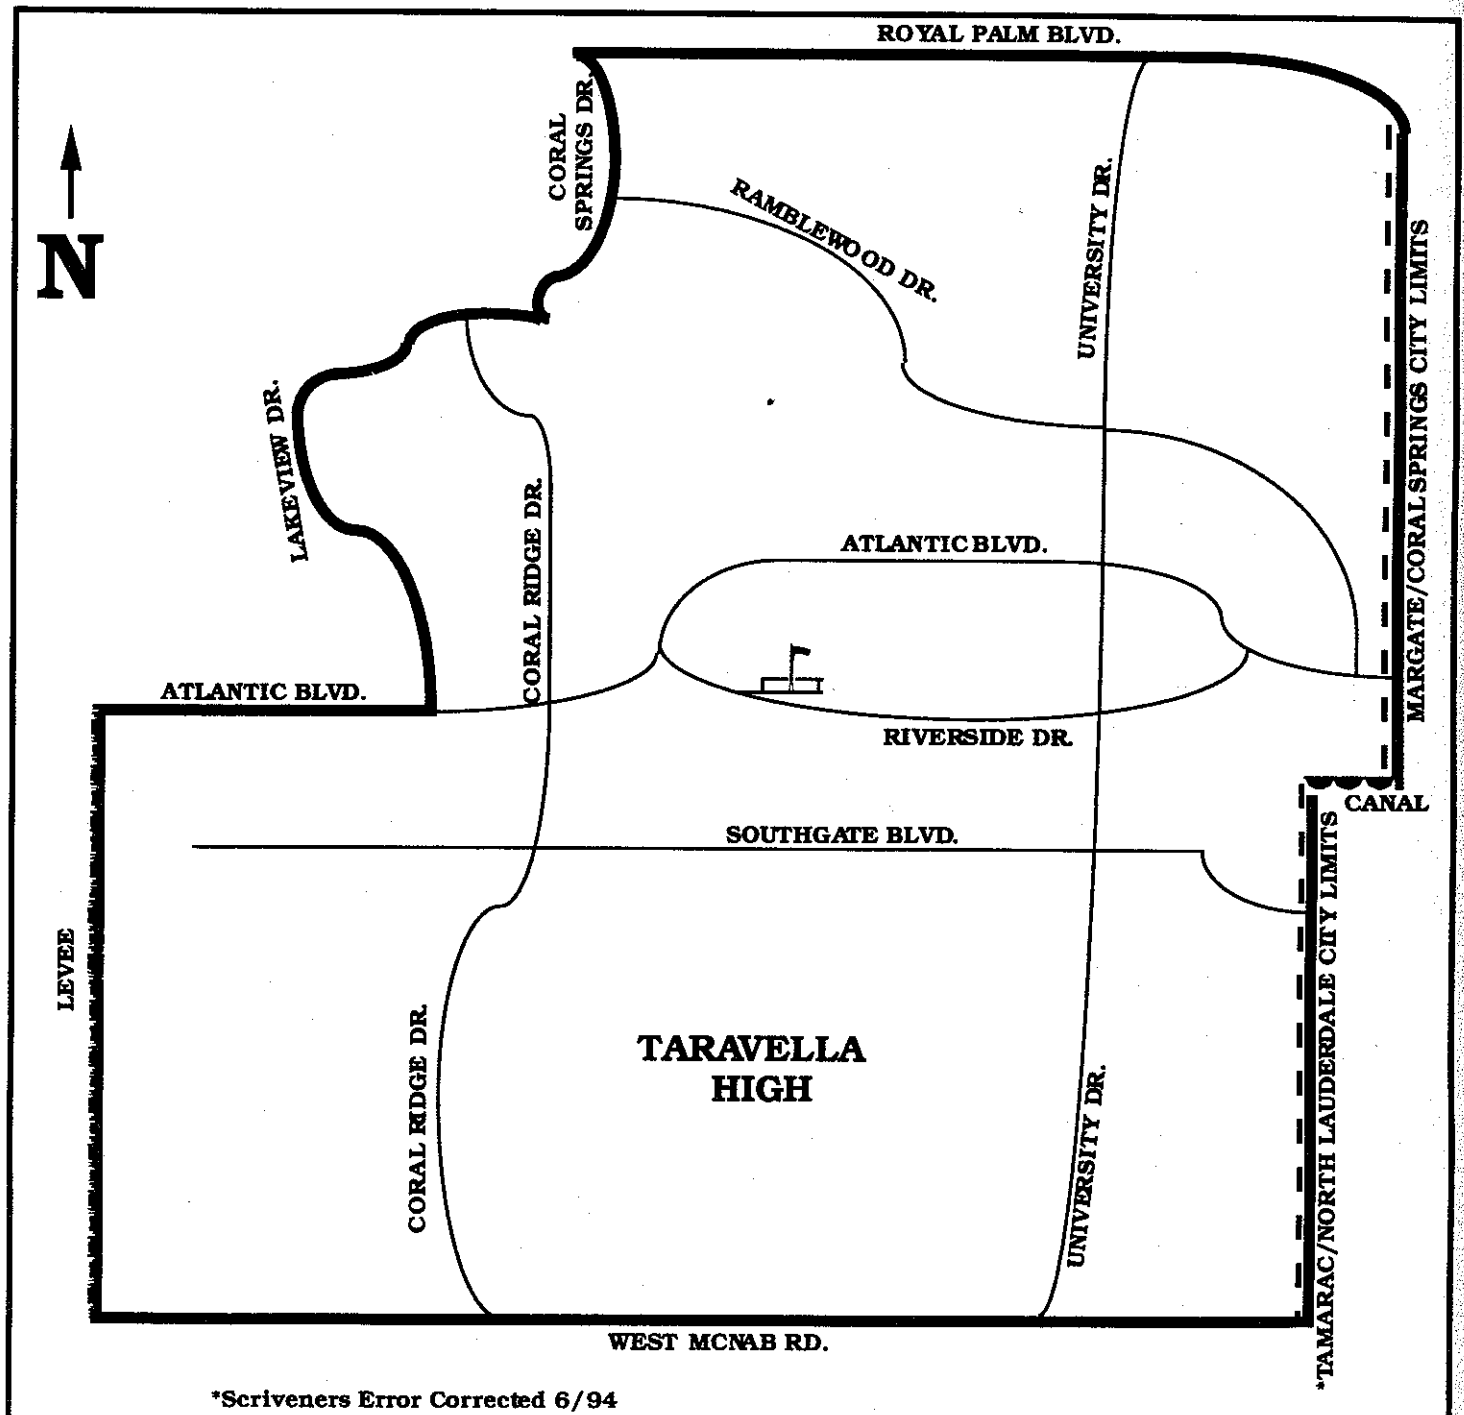 ROYAL PALM BLVD.
CORAL
SPRINGS DR.
N
RAMBLEWOOD DR.
UNIVERSITY DR.
MARGATE/CORAL SPRINGS CITY LIMITS
LAKEVIEW DR.
CORAL RIDGE DR.
ATLANTIC BLVD.
ATLANTIC BLVD.
RIVERSIDE DR.
CANAL
SOUTHGATE BLVD.
LEVEE
*TAMARAC/NORTH LAUDERDALE CITY LIMITS
CORAL RIDGE DR.
TARAVELLA
HIGH
UNIVERSITY DR.
WEST MCNAB RD.
*Scriveners Error Corrected 6/94